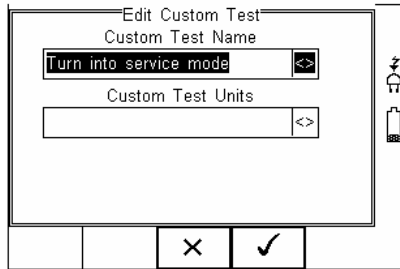 Edit Custom Test
Custom Test Name
Turn into service mode <>
Custom Test Units
<>